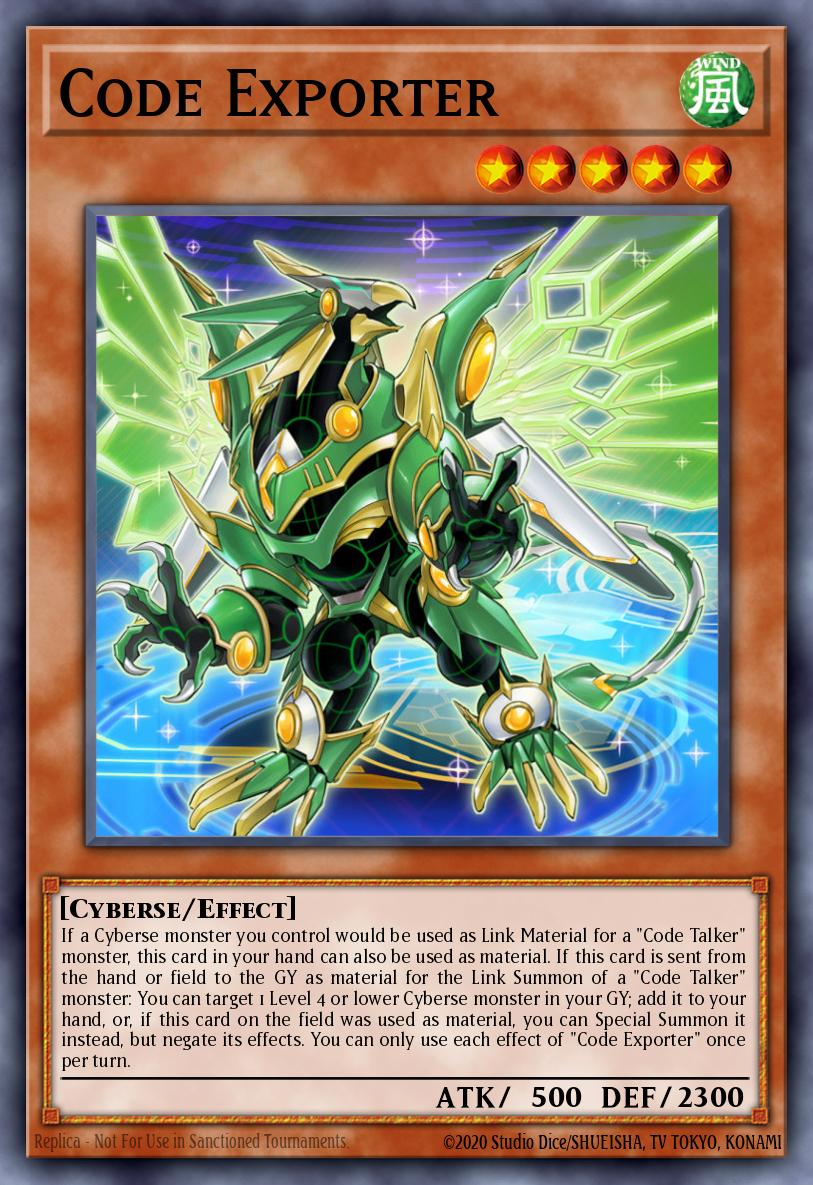 Code Exporter
WIND
風
[Cyberse/Effect]
If a Cyberse monster you control would be used as Link Material for a "Code Talker"
monster, this card in your hand can also be used as material. If this card is sent from
the hand or field to the GY as material for the Link Summon of a "Code Talker"
monster: You can target 1 Level 4 or lower Cyberse monster in your GY; add it to your
hand, or, if this card on the field was used as material, you can Special Summon it
instead, but negate its effects. You can only use each effect of "Code Exporter" once
per turn.
ATK/ 500 DEF/2300
Replica - Not For Use in Sanctioned Tournaments.
©2020 Studio Dice/SHUEISHA, TV TOKYO, KONAMI